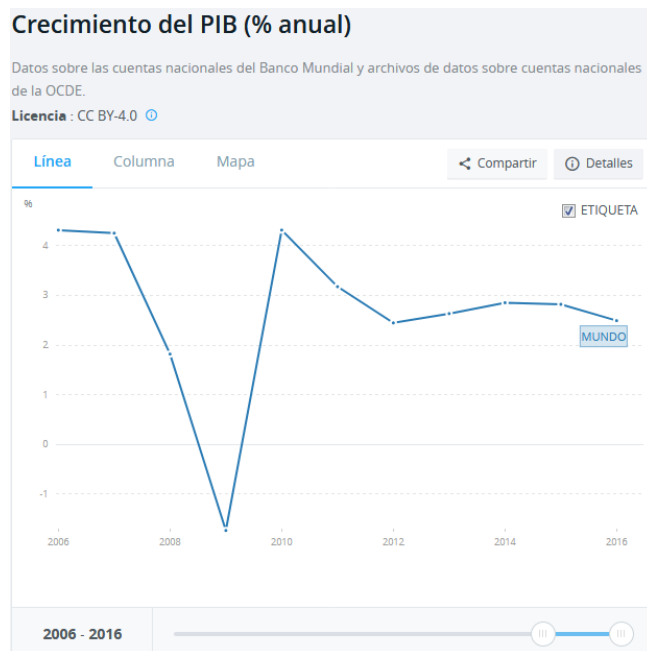 Crecimiento del PIB (% anual)
Datos sobre las cuentas nacionales del Banco Mundial y archivos de datos sobre cuentas nacionales
de la OCDE.
Licencia : CC BY-4.0
Línea Columna Mapa Compartir Detalles
%
ETIQUETA
4
3
2
MUNDO
1
0
-1
2006 2008 2010 2012 2014 2016
2006 - 2016